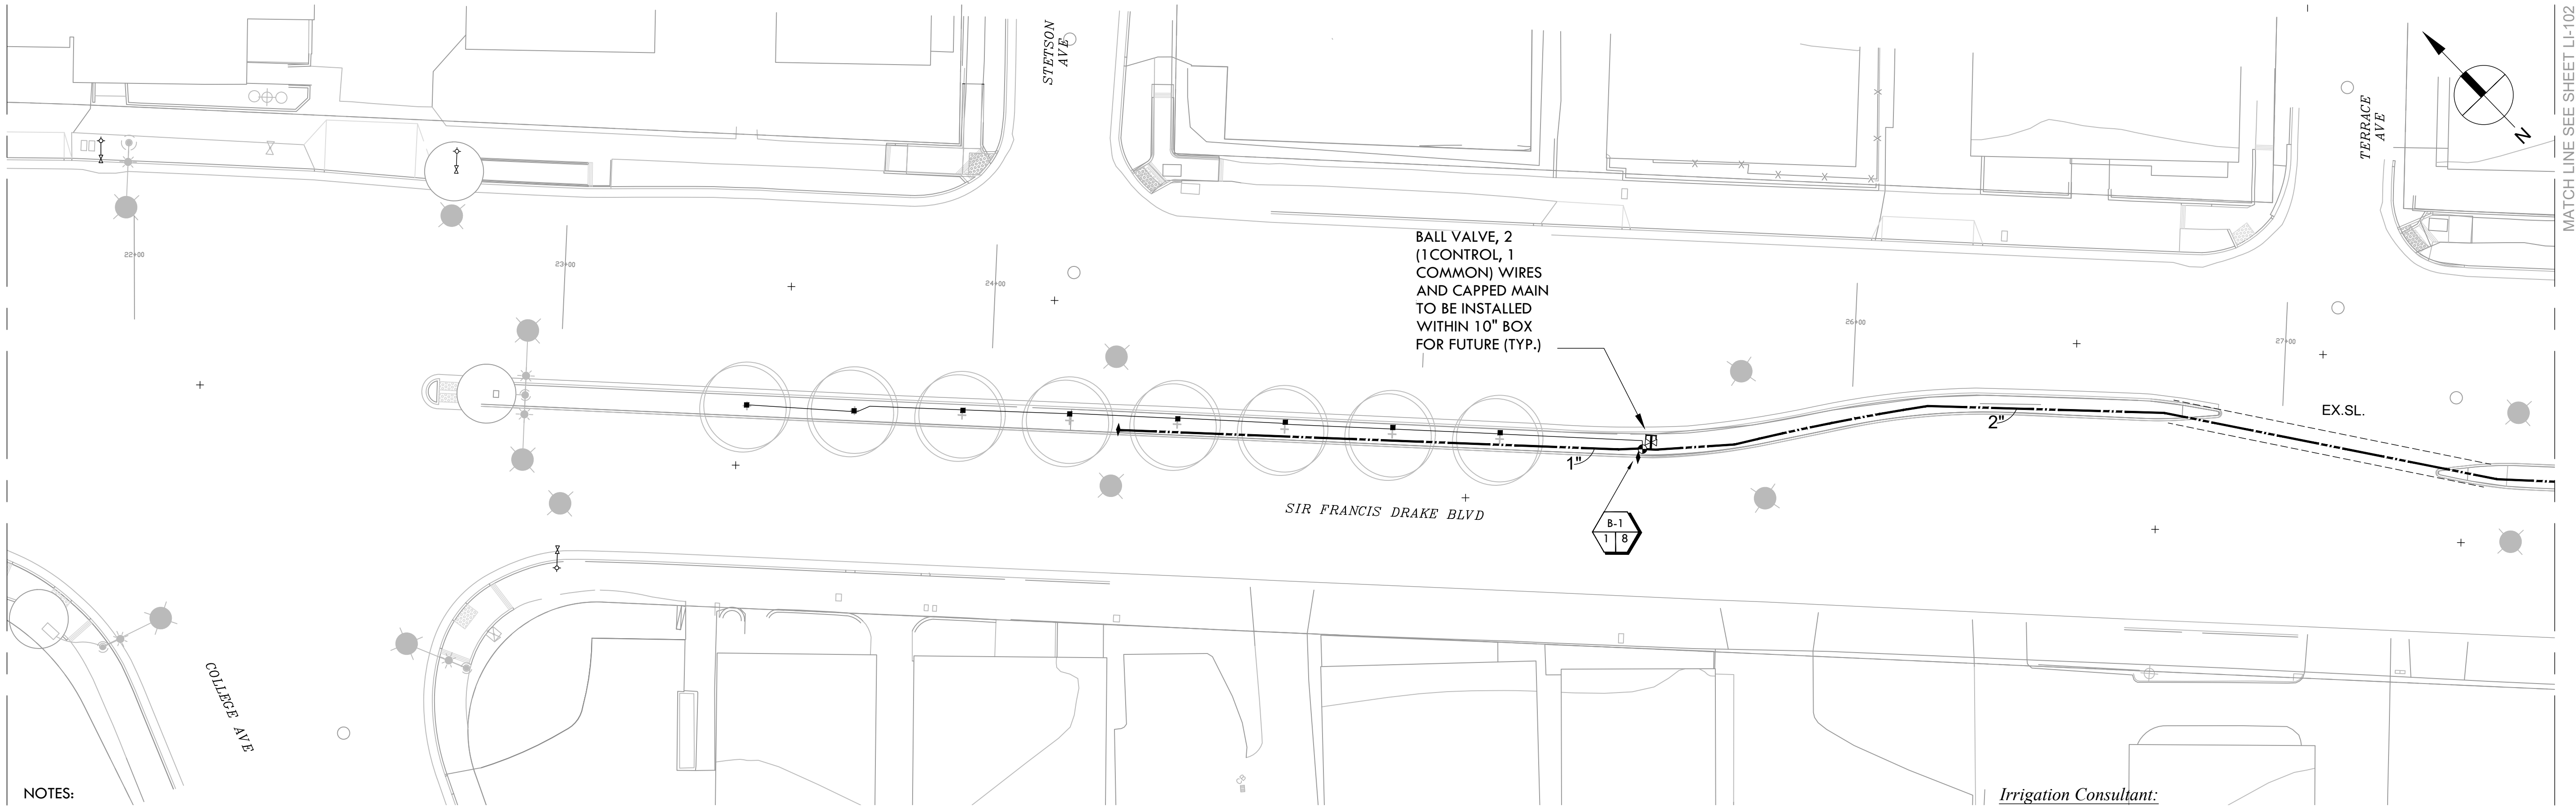 STETSON
AVE
TERRACE
AVE
N
MATCH LINE SEE SHEET LI-102
22+00
23+00
24+00
BALL VALVE, 2
(1CONTROL, 1
COMMON) WIRES
AND CAPPED MAIN
TO BE INSTALLED
WITHIN 10" BOX
FOR FUTURE (TYP.)
26+00
27+00
EX.SL.
2"
1"
SIR FRANCIS DRAKE BLVD
B-1
1 8
COLLEGE AVE
NOTES:
Irrigation Consultant: